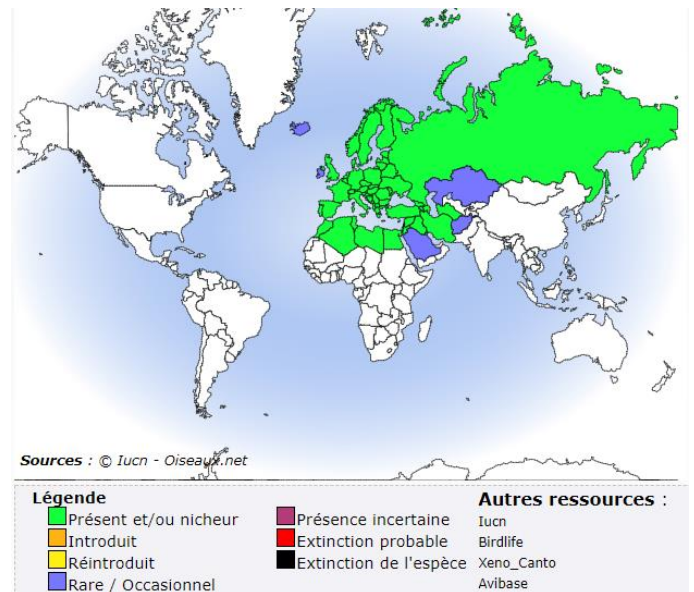 Sources : © Iucn - Oiseaux.net
Légende
Présent et/ou nicheur
Introduit
Réintroduit
Rare / Occasionnel
Présence incertaine
Extinction probable
Extinction de l'espèce
Autres ressources :
Iucn
Birdlife
Xeno_Canto
Avibase